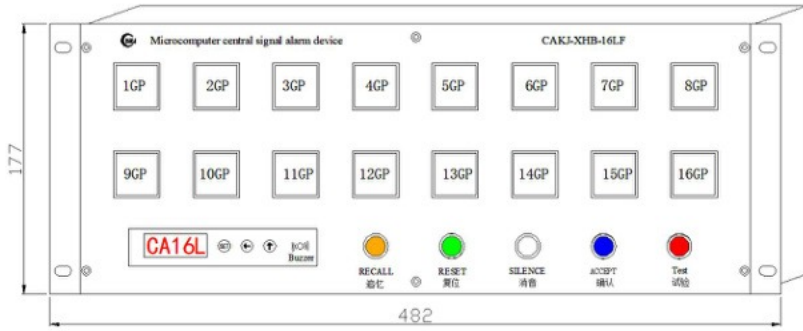 Microcomputer central signal alarm device CAKJ-XHB-16LF
1GP 2GP 3GP 4GP 5GP 6GP 7GP 8GP
9GP 10GP 11GP 12GP 13GP 14GP 15GP 16GP
CA16L SET
Buzzer
RECALL RESET SILENCE ACCEPT Test
追忆 复位 消音 确认 试验
177
482